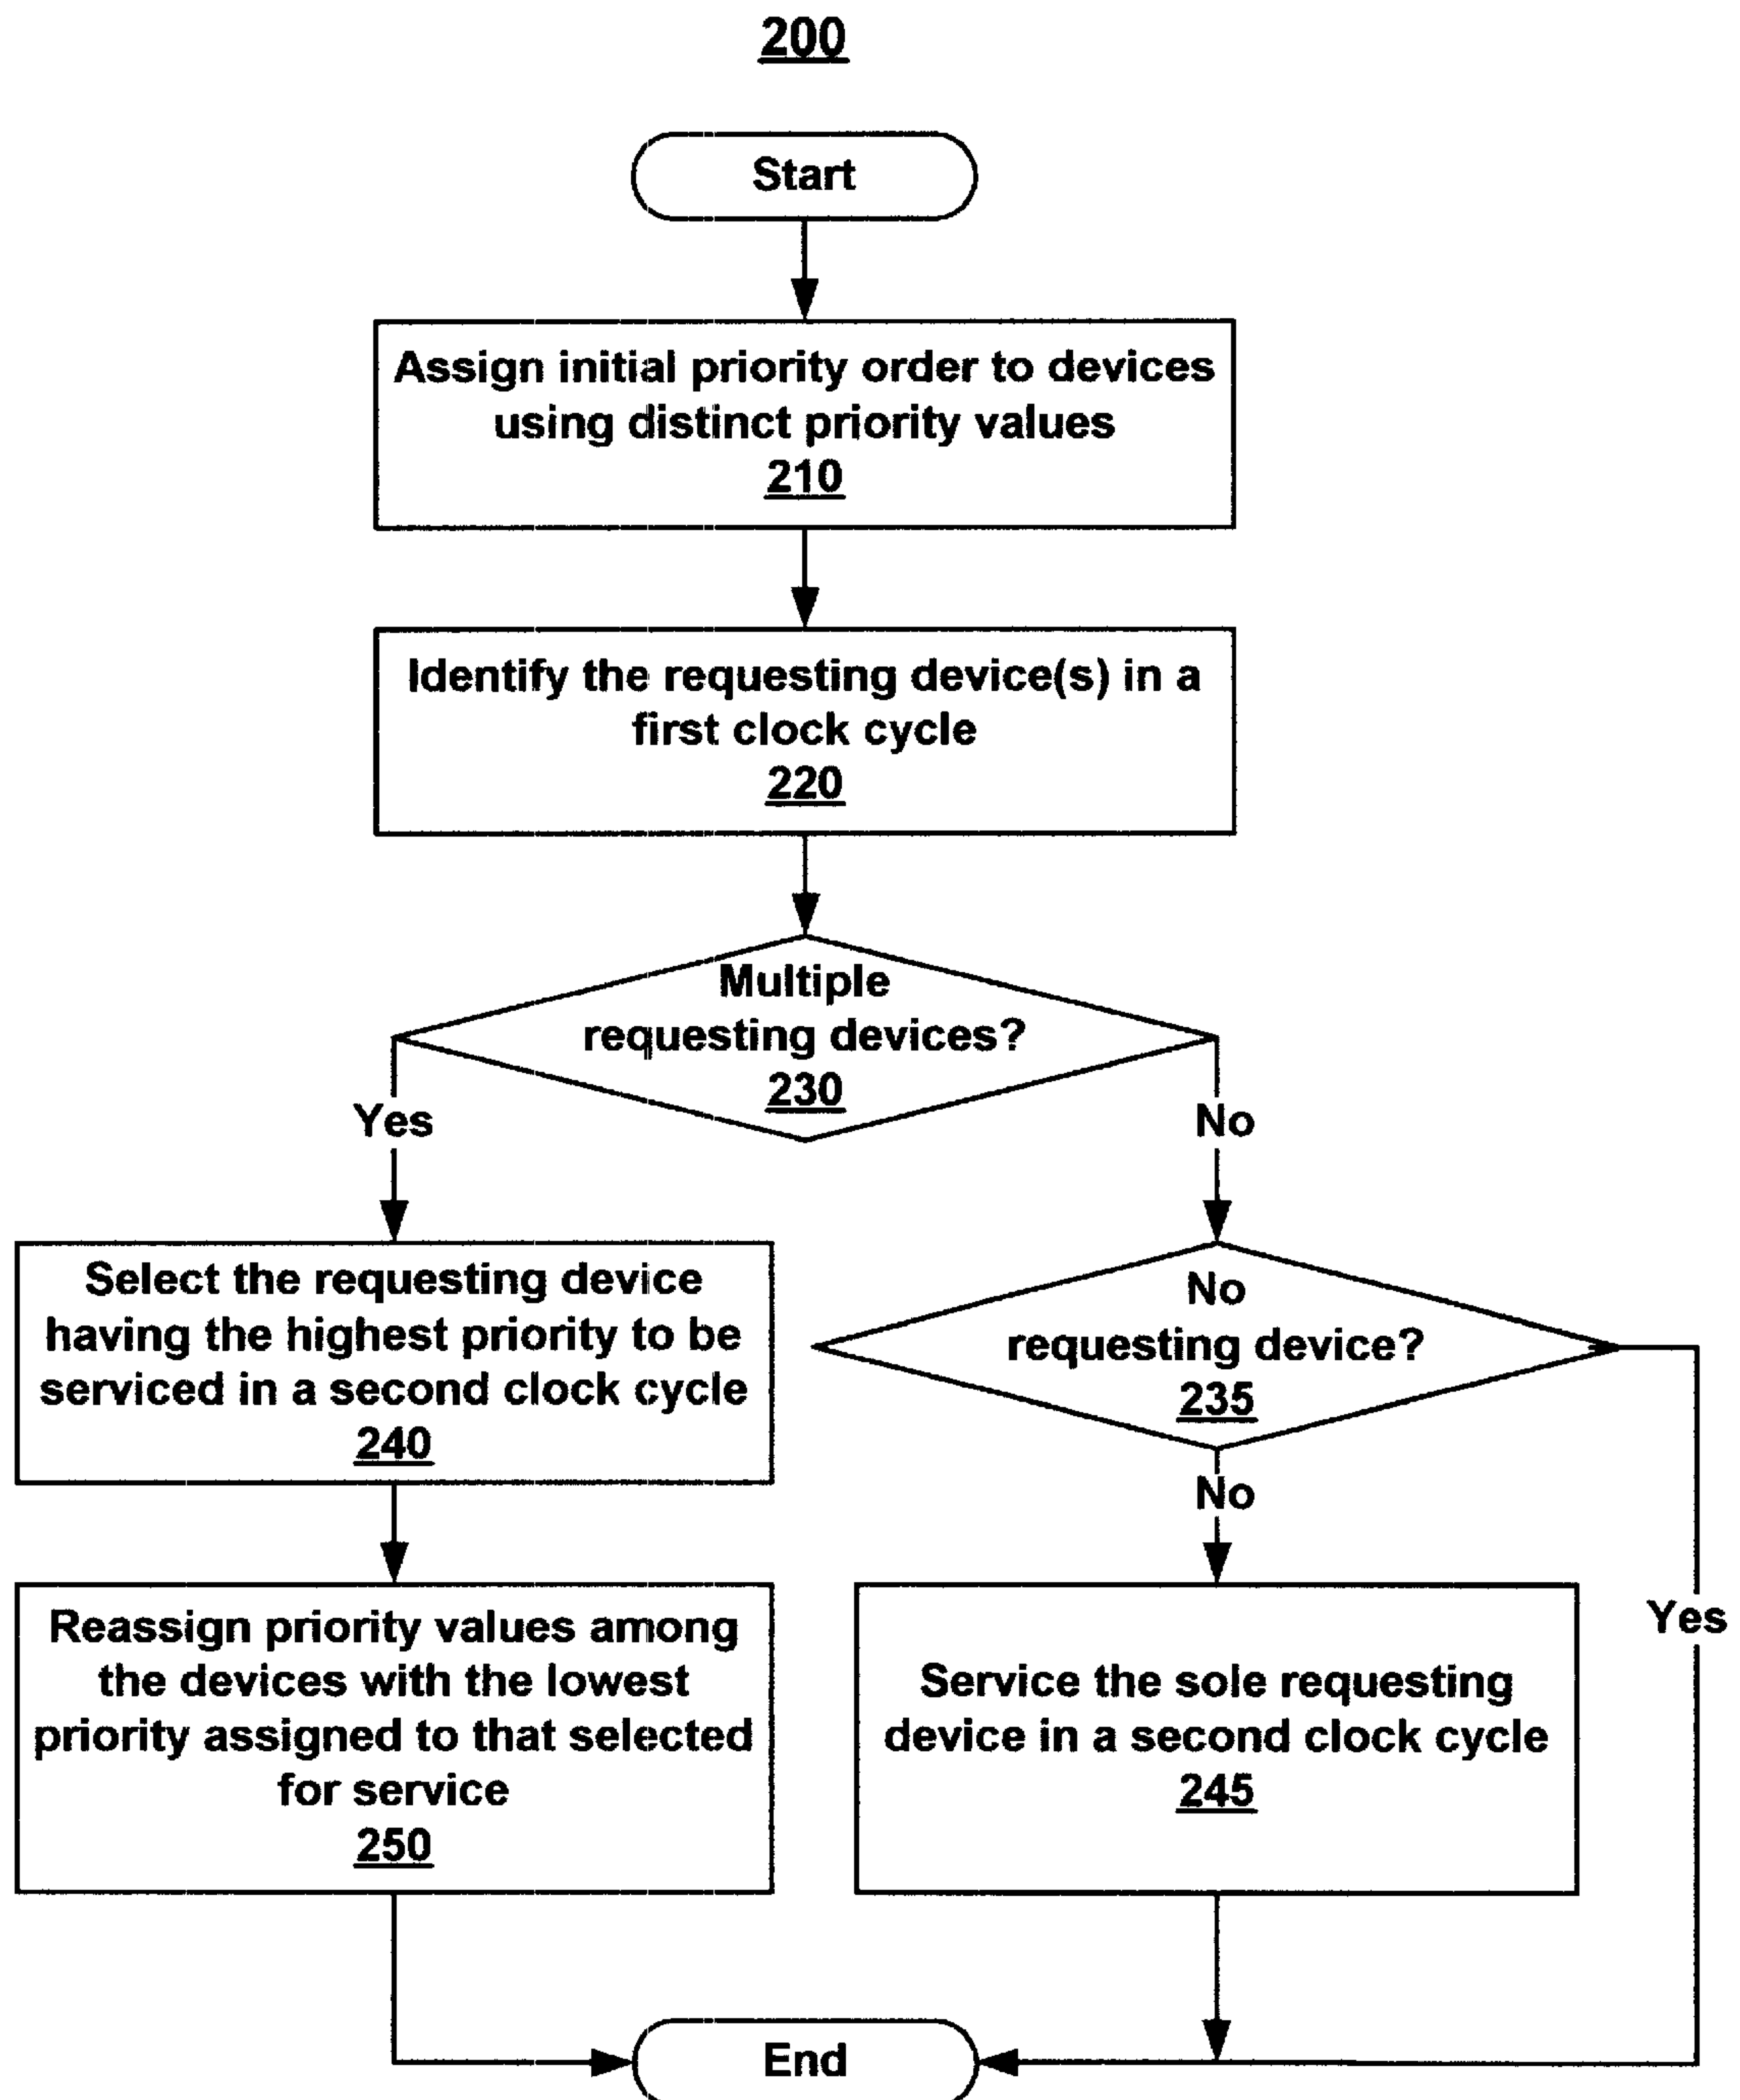 200
Start
Assign initial priority order to devices
using distinct priority values
210
Identify the requesting device(s) in a
first clock cycle
220
Multiple
requesting devices?
230
Yes
No
Select the requesting device
having the highest priority to be
serviced in a second clock cycle
240
No
requesting device?
235
No
Yes
Reassign priority values among
the devices with the lowest
priority assigned to that selected
for service
250
Service the sole requesting
device in a second clock cycle
245
End